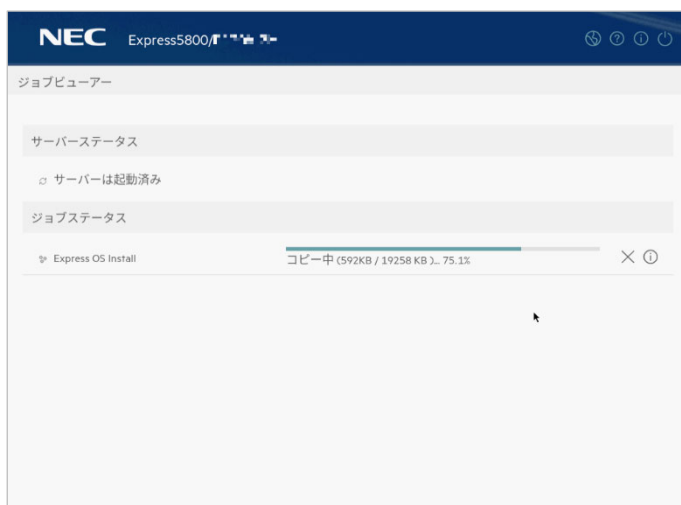 NEC Express5800/
ジョブビューアー
サーバーステータス
サーバーは起動済み
ジョブステータス
Express OS Install
コピー中 (592KB / 19258 KB )... 75.1%